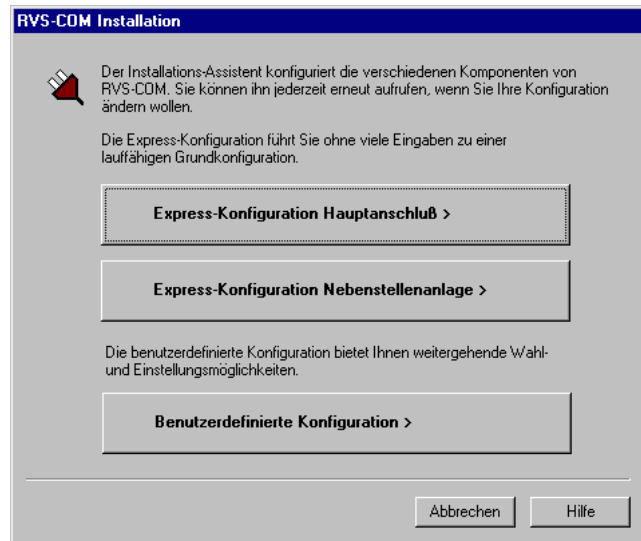 RVS-COM Installation
Der Installations-Assistent konfiguriert die verschiedenen Komponenten von
RVS-COM. Sie können ihn jederzeit erneut aufrufen, wenn Sie Ihre Konfiguration
ändern wollen.
Die Express-Konfiguration führt Sie ohne viele Eingaben zu einer
lauffähigen Grundkonfiguration.
Express-Konfiguration Hauptanschluß >
Express-Konfiguration Nebenstellenanlage >
Die benutzerdefinierte Konfiguration bietet Ihnen weitergehende Wahl-
und Einstellungsmöglichkeiten.
Benutzerdefinierte Konfiguration >
Abbrechen
Hilfe